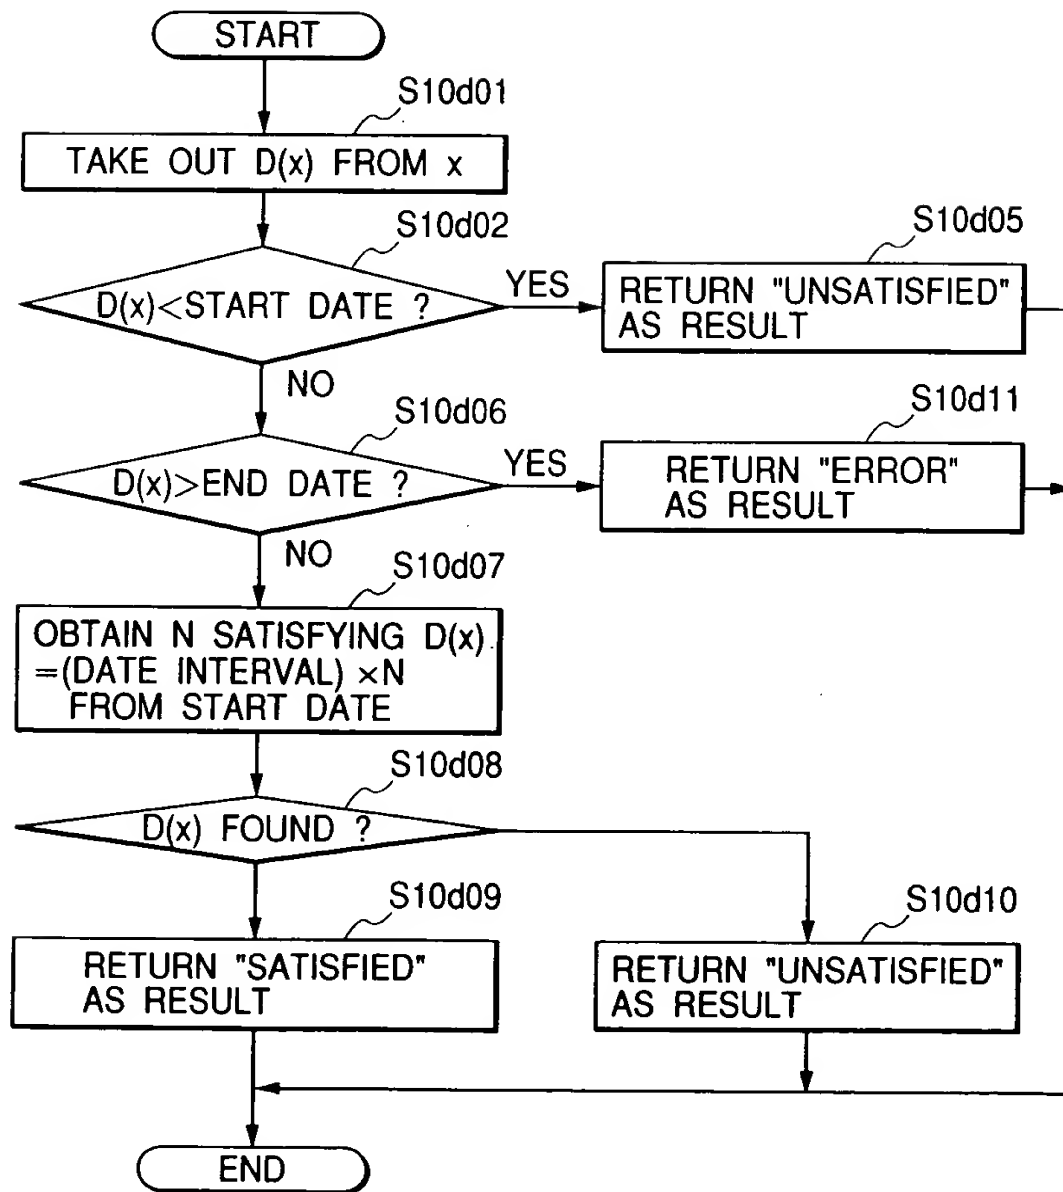 START
S10d01
TAKE OUT D(x) FROM x
S10d02
D(x)<START DATE ?
YES
S10d05
RETURN "UNSATISFIED"
AS RESULT
NO
S10d06
D(x)>END DATE ?
YES
S10d11
RETURN "ERROR"
AS RESULT
NO
S10d07
OBTAIN N SATISFYING D(x)
=(DATE INTERVAL) ×N
FROM START DATE
S10d08
D(x) FOUND ?
S10d09
RETURN "SATISFIED"
AS RESULT
S10d10
RETURN "UNSATISFIED"
AS RESULT
END